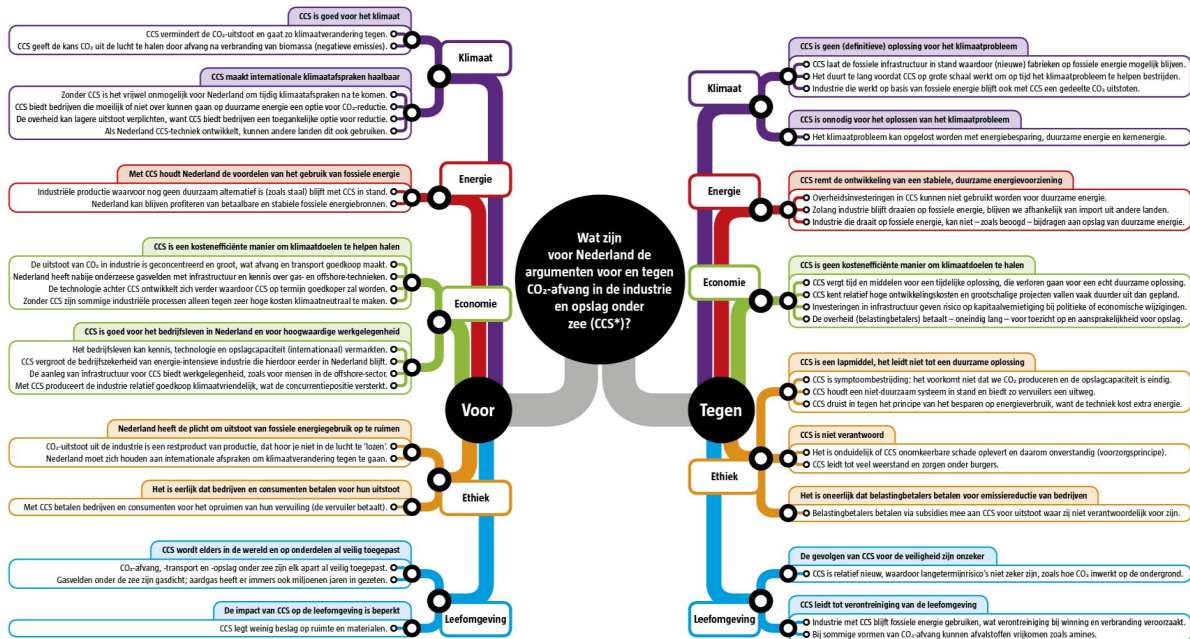 Wat zijn
voor Nederland de
argumenten voor en tegen
CO₂-afvang in de industrie
en opslag onder
zee (CCS*)?
Voor
Klimaat
CCS is goed voor het klimaat
CCS vermindert de CO₂-uitstoot en gaat zo klimaatverandering tegen.
CCS geeft de kans CO₂ uit de lucht te halen door afvang na verbranding van biomassa (negatieve emissies).
CCS maakt internationale klimaatafspraken haalbaar
Zonder CCS is het vrijwel onmogelijk voor Nederland om tijdig klimaatafspraken na te komen.
CCS biedt bedrijven die moeilijk of niet over kunnen gaan op duurzame energie een optie voor CO₂-reductie.
De overheid kan lagere uitstoot verplichten, want CCS biedt bedrijven een toegankelijke optie voor reductie.
Als Nederland CCS-techniek ontwikkelt, kunnen andere landen dit ook gebruiken.
Energie
Met CCS houdt Nederland de voordelen van het gebruik van fossiele energie
Industriële productie waarvoor nog geen duurzaam alternatief is (zoals staal) blijft met CCS in stand.
Nederland kan blijven profiteren van betaalbare en stabiele fossiele energiebronnen.
Economie
CCS is een kostenefficiënte manier om klimaatdoelen te helpen halen
De uitstoot van CO₂ in industrie is geconcentreerd en groot, wat afvang en transport goedkoop maakt.
Nederland heeft nabije onderzeese gasvelden met infrastructuur en kennis over gas- en offshore-technieken.
De technologie achter CCS ontwikkelt zich verder waardoor CCS op termijn goedkoper zal worden.
Zonder CCS zijn sommige industriële processen alleen tegen zeer hoge kosten klimaatneutraal te maken.
CCS is goed voor het bedrijfsleven in Nederland en voor hoogwaardige werkgelegenheid
Het bedrijfsleven kan kennis, technologie en opslagcapaciteit (internationaal) vermarkten.
CCS vergroot de bedrijfszekerheid van energie-intensieve industrie die hierdoor eerder in Nederland blijft.
De aanleg van infrastructuur voor CCS biedt werkgelegenheid, zoals voor mensen in de offshore-sector.
Met CCS produceert de industrie relatief goedkoop klimaatvriendelijk, wat de concurrentiepositie versterkt.
Ethiek
Nederland heeft de plicht om uitstoot van fossiele energiegebruik op te ruimen
CO₂-uitstoot uit de industrie is een restproduct van productie, dat hoor je niet in de lucht te 'lozen'.
Nederland moet zich houden aan internationale afspraken om klimaatverandering tegen te gaan.
Het is eerlijk dat bedrijven en consumenten betalen voor hun uitstoot
Met CCS betalen bedrijven en consumenten voor het opruimen van hun vervuiling (de vervuiler betaalt).
Leefomgeving
CCS wordt elders in de wereld en op onderdelen al veilig toegepast
CO₂-afvang, -transport en -opslag onder zee zijn elk apart al veilig toegepast.
Gasvelden onder de zee zijn gasdicht; aardgas heeft er immers ook miljoenen jaren in gezeten.
De impact van CCS op de leefomgeving is beperkt
CCS legt weinig beslag op ruimte en materialen.
Tegen
Klimaat
CCS is geen (definitieve) oplossing voor het klimaatprobleem
CCS laat de fossiele infrastructuur in stand waardoor (nieuwe) fabrieken op fossiele energie mogelijk blijven.
Het duurt te lang voordat CCS op grote schaal werkt om op tijd het klimaatprobleem te helpen bestrijden.
Industrie die werkt op basis van fossiele energie blijft ook met CCS een gedeelte CO₂ uitstoten.
CCS is onnodig voor het oplossen van het klimaatprobleem
Het klimaatprobleem kan opgelost worden met energiebesparing, duurzame energie en kernenergie.
Energie
CCS remt de ontwikkeling van een stabiele, duurzame energievoorziening
Overheidsinvesteringen in CCS kunnen niet gebruikt worden voor duurzame energie.
Zolang industrie blijft draaien op fossiele energie, blijven we afhankelijk van import uit andere landen.
Industrie die draait op fossiele energie, kan niet – zoals beoogd – bijdragen aan opslag van duurzame energie.
Economie
CCS is geen kostenefficiënte manier om klimaatdoelen te halen
CCS vergt tijd en middelen voor een tijdelijke oplossing, die verloren gaan voor een echt duurzame oplossing.
CCS kent relatief hoge ontwikkelingskosten en grootschalige projecten vallen vaak duurder uit dan gepland.
Investeringen in infrastructuur geven risico op kapitaalvernietiging bij politieke of economische wijzigingen.
De overheid (belastingbetalers) betaalt – oneindig lang – voor toezicht op en aansprakelijkheid voor opslag.
Ethiek
CCS is een lapmiddel, het leidt niet tot een duurzame oplossing
CCS is symptoombestrijding: het voorkomt niet dat we CO₂ produceren en de opslagcapaciteit is eindig.
CCS houdt een niet-duurzaam systeem in stand en biedt zo vervuilers een uitweg.
CCS druist in tegen het principe van het besparen op energieverbruik, want de techniek kost extra energie.
CCS is niet verantwoord
Het is onduidelijk of CCS onomkeerbare schade oplevert en daarom onverstandig (voorzorgsprincipe).
CCS leidt tot veel weerstand en zorgen onder burgers.
Het is oneerlijk dat belastingbetalers betalen voor emissiereductie van bedrijven
Belastingbetalers betalen via subsidies mee aan CCS voor uitstoot waar zij niet verantwoordelijk voor zijn.
Leefomgeving
De gevolgen van CCS voor de veiligheid zijn onzeker
CCS is relatief nieuw, waardoor langetermijnrisico's niet zeker zijn, zoals hoe CO₂ inwerkt op de ondergrond.
CCS leidt tot verontreiniging van de leefomgeving
Industrie met CCS blijft fossiele energie gebruiken, wat verontreiniging bij winning en verbranding veroorzaakt.
Bij sommige vormen van CO₂-afvang kunnen afvalstoffen vrijkomen zoals amines.